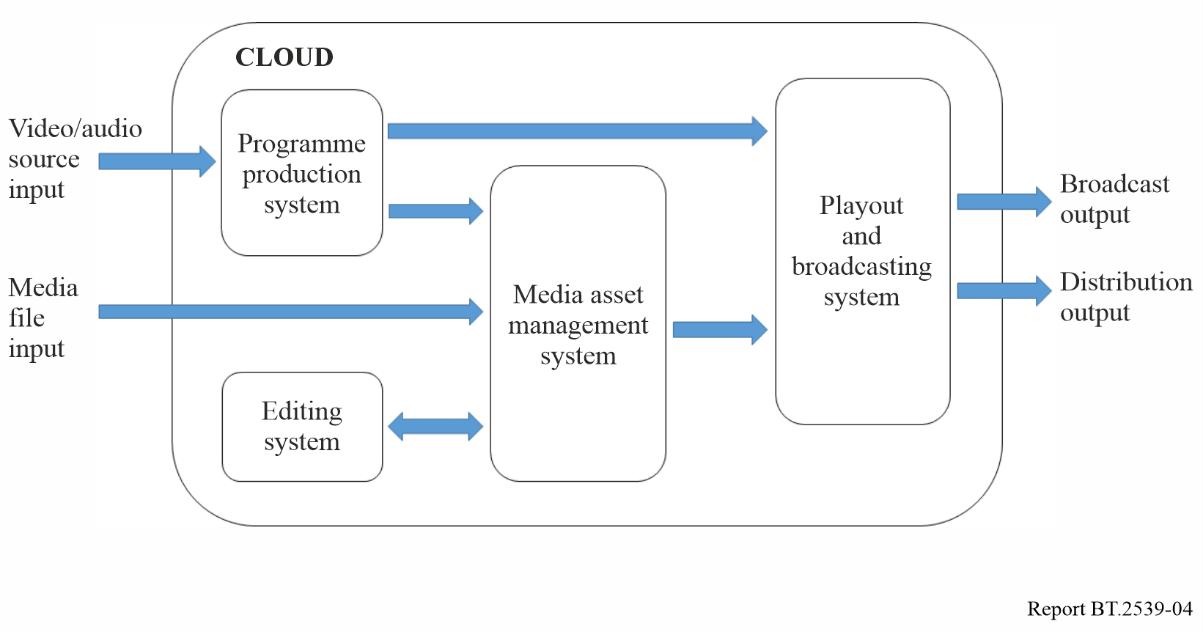 CLOUD
Video/audio
source
input
Programme
production
system
Media
file
input
Editing
system
Media asset
management
system
Playout
and
broadcasting
system
Broadcast
output
Distribution
output
Report BT.2539-04